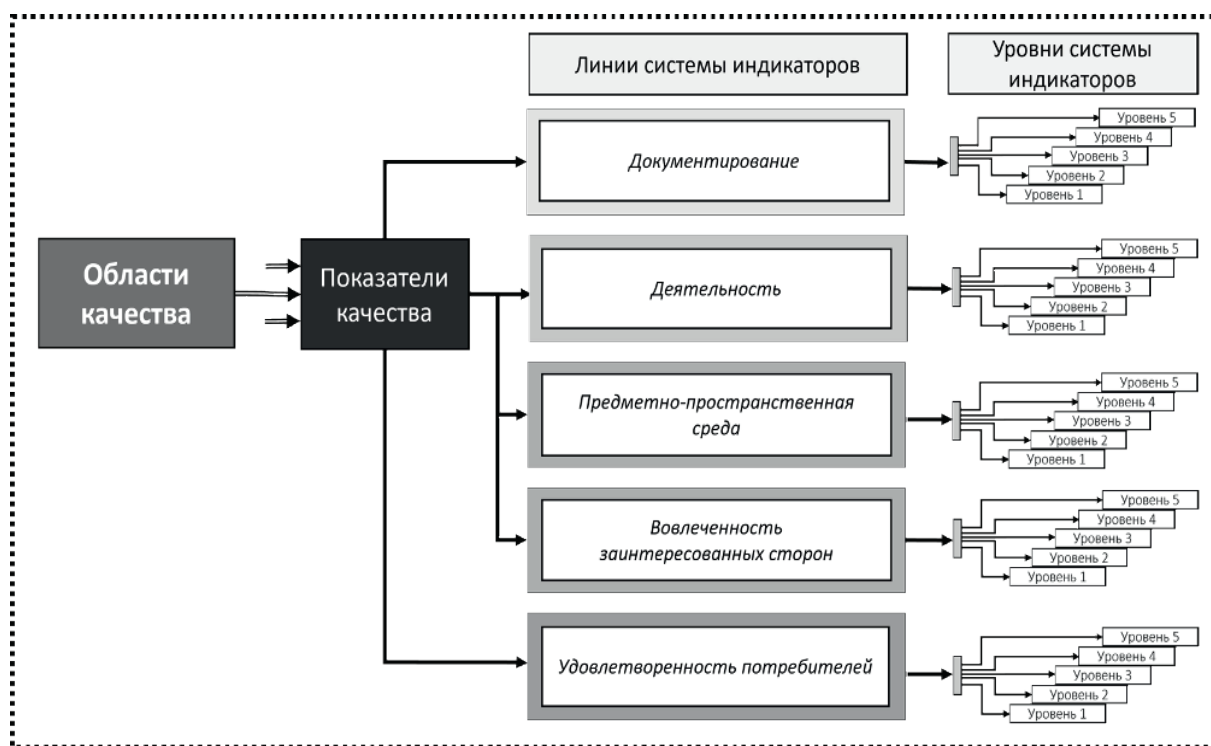 Линии системы индикаторов
Уровни системы
индикаторов
Области
качества
Показатели
качества
Документирование
Уровень 5
Уровень 4
Уровень 3
Уровень 2
Уровень 1
Деятельность
Уровень 5
Уровень 4
Уровень 3
Уровень 2
Уровень 1
Предметно-пространственная
среда
Уровень 5
Уровень 4
Уровень 3
Уровень 2
Уровень 1
Вовлеченность
заинтересованных сторон
Уровень 5
Уровень 4
Уровень 3
Уровень 2
Уровень 1
Удовлетворенность потребителей
Уровень 5
Уровень 4
Уровень 3
Уровень 2
Уровень 1